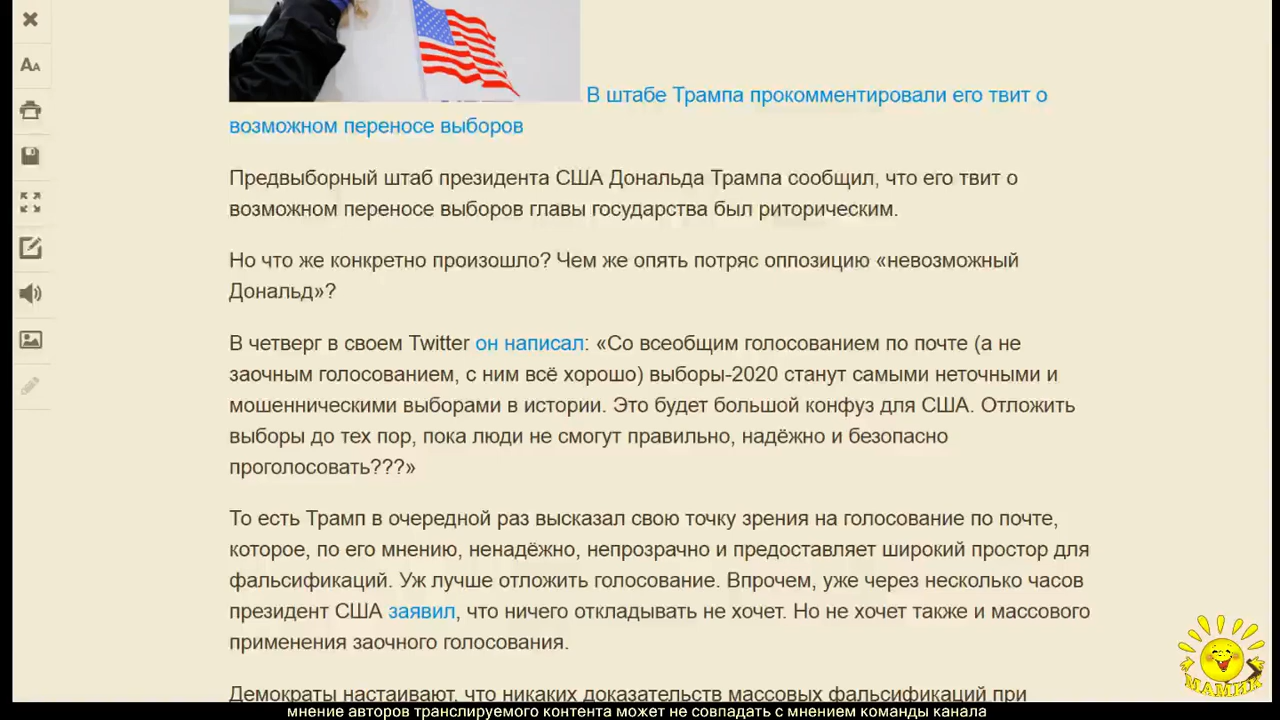 В штабе Трампа прокомментировали его твит о
возможном переносе выборов
Предвыборный штаб президента США Дональда Трампа сообщил, что его твит о
возможном переносе выборов главы государства был риторическим.
Но что же конкретно произошло? Чем же опять потряс оппозицию «невозможный
Дональд»?
В четверг в своем Twitter он написал: «Со всеобщим голосованием по почте (а не
заочным голосованием, с ним всё хорошо) выборы-2020 станут самыми неточными и
мошенническими выборами в истории. Это будет большой конфуз для США. Отложить
выборы до тех пор, пока люди не смогут правильно, надёжно и безопасно
проголосовать???»
То есть Трамп в очередной раз высказал свою точку зрения на голосование по почте,
которое, по его мнению, ненадёжно, непрозрачно и предоставляет широкий простор для
фальсификаций. Уж лучше отложить голосование. Впрочем, уже через несколько часов
президент США заявил, что ничего откладывать не хочет. Но не хочет также и массового
применения заочного голосования.
Демократы настаивают, что никаких доказательств массовых фальсификаций при
мнение авторов транслируемого контента может не совпадать с мнением команды канала
МАМИК